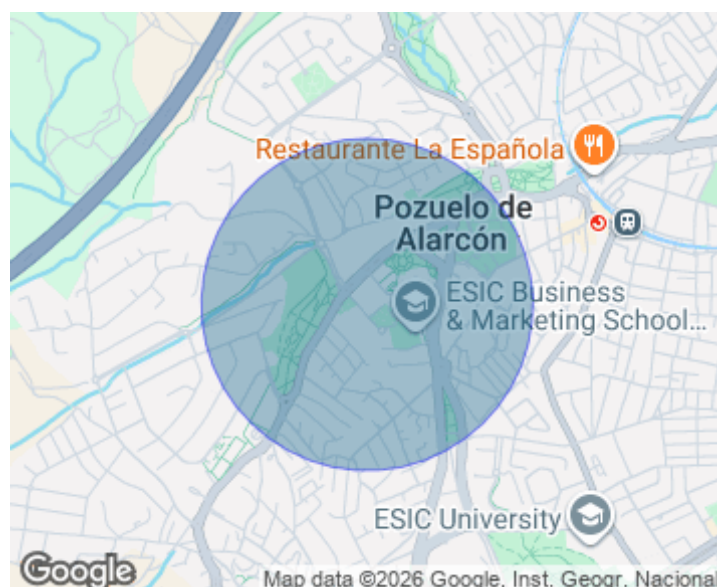 Restaurante La Española
Pozuelo de
Alarcón
ESIC Business
& Marketing School...
ESIC University
Google
Map data ©2026 Google, Inst. Geogr. Nacional